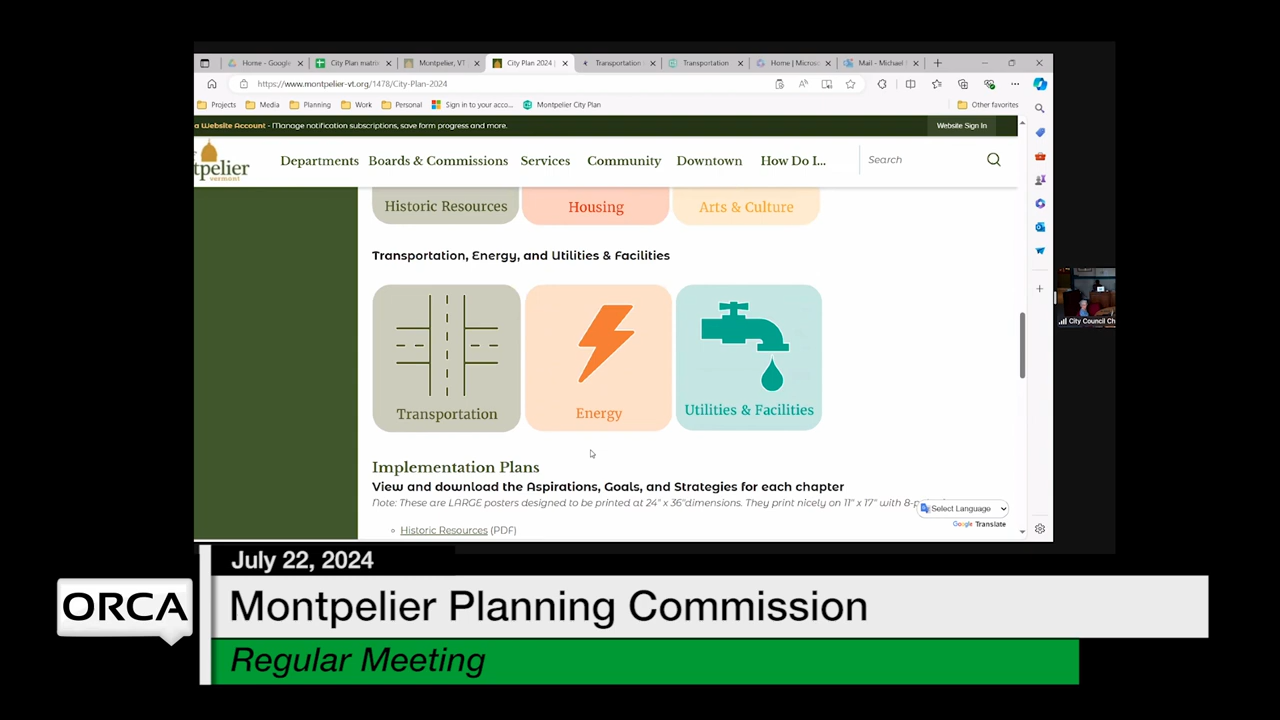 Home - Google
City Plan matri
Montpelier, VT
City Plan 2024 |
Transportation
Transportation
Home | Micros
Mail - Michael
https://www.montpelier-vt.org/1478/City-Plan-2024
Projects
Media
Planning
Work
Personal
Sign in to your acco...
Montpelier City Plan
Other favorites
a Website Account - Manage notification subscriptions, save form progress and more.
Website Sign In
tpelier
vermont
Departments
Boards & Commissions
Services
Community
Downtown
How Do I...
Search
Historic Resources
Housing
Arts & Culture
Transportation, Energy, and Utilities & Facilities
Transportation
Energy
Utilities & Facilities
Implementation Plans
View and download the Aspirations, Goals, and Strategies for each chapter
Note: These are LARGE posters designed to be printed at 24" x 36"dimensions. They print nicely on 11" x 17" with 8-p
Select Language
Google Translate
Historic Resources (PDF)
City Council Ch
July 22, 2024
ORCA
Montpelier Planning Commission
Regular Meeting